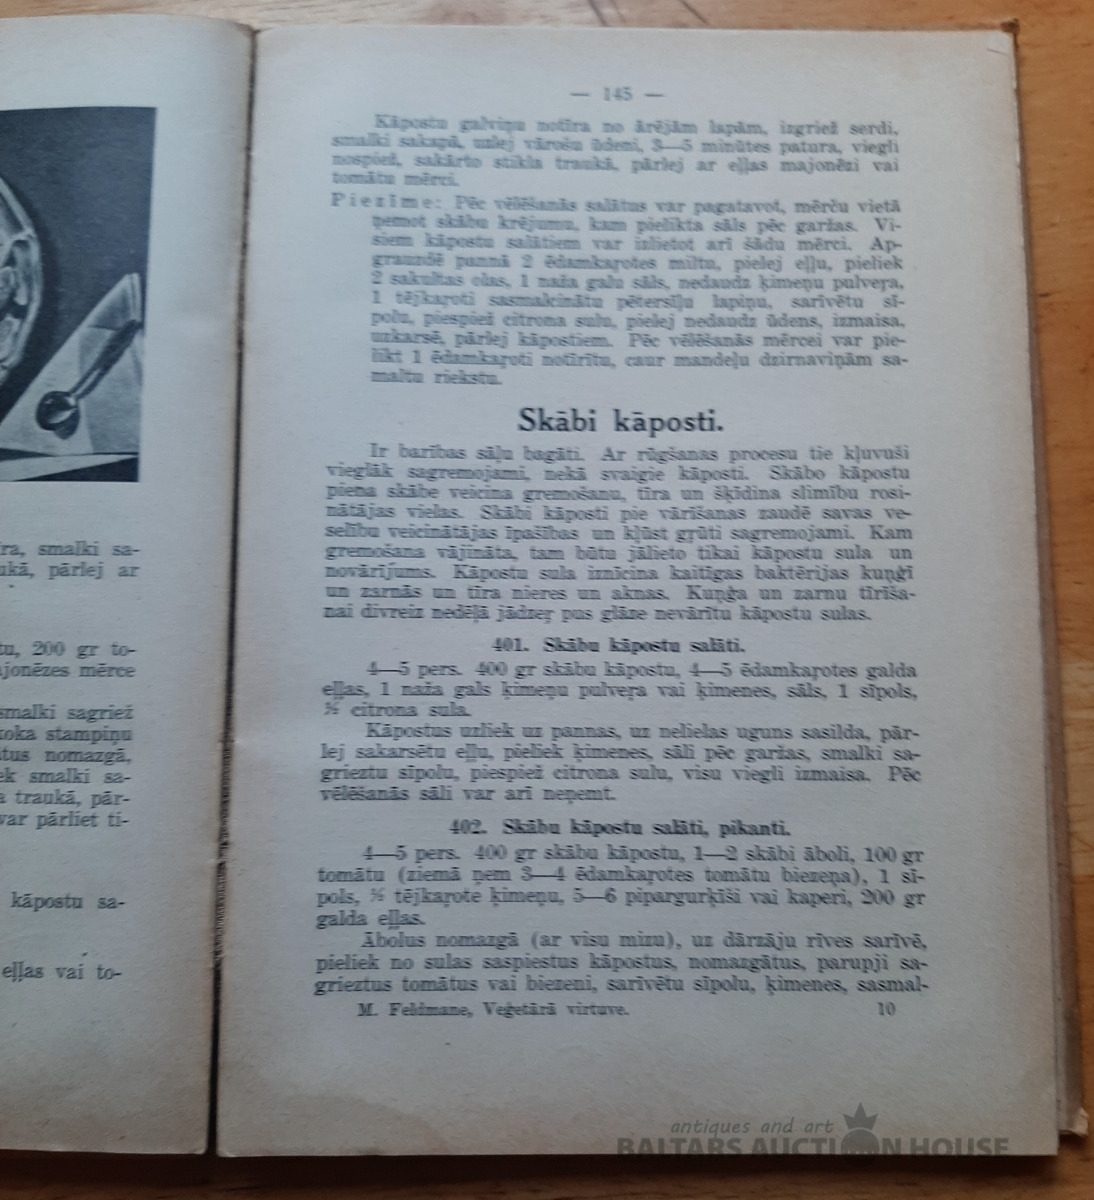 ra, smalki sa-
ukā, pārlej ar
tu, 200 gr to-
ajonēzes mērce
smalki sagriež
koka stampiņu
tus nomazgā,
ek smalki sa-
a traukā, pār-
var pārliet ti-
kāpostu sa-
eļļas vai to-
— 145 —
Kāpostu galviņu notīra no ārējām lapām, izgriež serdi,
smalki sakapā, uzlej vārošu ūdeni, 3—5 minūtes patura, viegli
nospiež, sakārto stikla traukā, pārlej ar eļļas majonēzi vai
tomātu mērci.
Piezīme: Pēc vēlēšanās salātus var pagatavot, mērču vietā
ņemot skābu krējumu, kam pielikta sāls pēc garžas. Vi-
siem kāpostu salātiem var izlietot arī šādu mērci. Ap-
graundē pannā 2 ēdamkaŗotes miltu, pielej eļļu, pieliek
2 sakultas olas, 1 naža galu sāls, nedaudz ķimeņu pulveŗa,
1 tējkaŗoti sasmalcinātu pētersīļu lapiņu, sarīvētu sī-
polu, piespiež citrona sulu, pielej nedaudz ūdens, izmaisa,
uzkarsē, pārlej kāpostiem. Pēc vēlēšanās mērcei var pie-
likt 1 ēdamkaŗoti notīrītu, caur mandeļu dzirnaviņām sa-
maltu riekstu.
Skābi kāposti.
Ir barības sāļu bagāti. Ar rūgšanas procesu tie kļuvuši
vieglāk sagremojami, nekā svaigie kāposti. Skābo kāpostu
piena skābe veicina gremošanu, tīra un šķīdina slimību rosi-
nātājas vielas. Skābi kāposti pie vārīšanas zaudē savas ve-
selību veicinātājas īpašības un kļūst grūti sagremojami. Kam
gremošana vājināta, tam būtu jālieto tikai kāpostu sula un
novārījums. Kāpostu sula iznīcina kaitīgas baktērijas kuņģī
un zarnās un tīra nieres un aknas. Kuņģa un zarnu tīrīša-
nai divreiz nedēļā jādzeŗ pus glāze nevārītu kāpostu sulas.
401. Skābu kāpostu salāti.
4—5 pers. 400 gr skābu kāpostu, 4—5 ēdamkaŗotes galda
eļļas, 1 naža gals ķimeņu pulveŗa vai ķimenes, sāls, 1 sīpols,
½ citrona sula.
Kāpostus uzliek uz pannas, uz nelielas uguns sasilda, pār-
lej sakarsētu eļļu, pieliek ķimenes, sāli pēc garžas, smalki sa-
grieztu sīpolu, piespiež citrona sulu, visu viegli izmaisa. Pēc
vēlēšanās sāli var arī neņemt.
402. Skābu kāpostu salāti, pikanti.
4—5 pers. 400 gr skābu kāpostu, 1—2 skābi āboli, 100 gr
tomātu (ziemā ņem 3—4 ēdamkaŗotes tomātu biezeņa), 1 sī-
pols, ½ tējkaŗote ķimeņu, 5—6 pipargurķīši vai kaperi, 200 gr
galda eļļas.
Ābolus nomazgā (ar visu mizu), uz dārzāju rīves sarīvē,
pieliek no sulas saspiestus kāpostus, nomazgātus, parupji sa-
grieztus tomātus vai biezeni, sarīvētu sīpolu, ķimenes, sasmal-
M. Feldmane, Veģetārā virtuve.
10
antiques and art
BALTARS AUCTION HOUSE